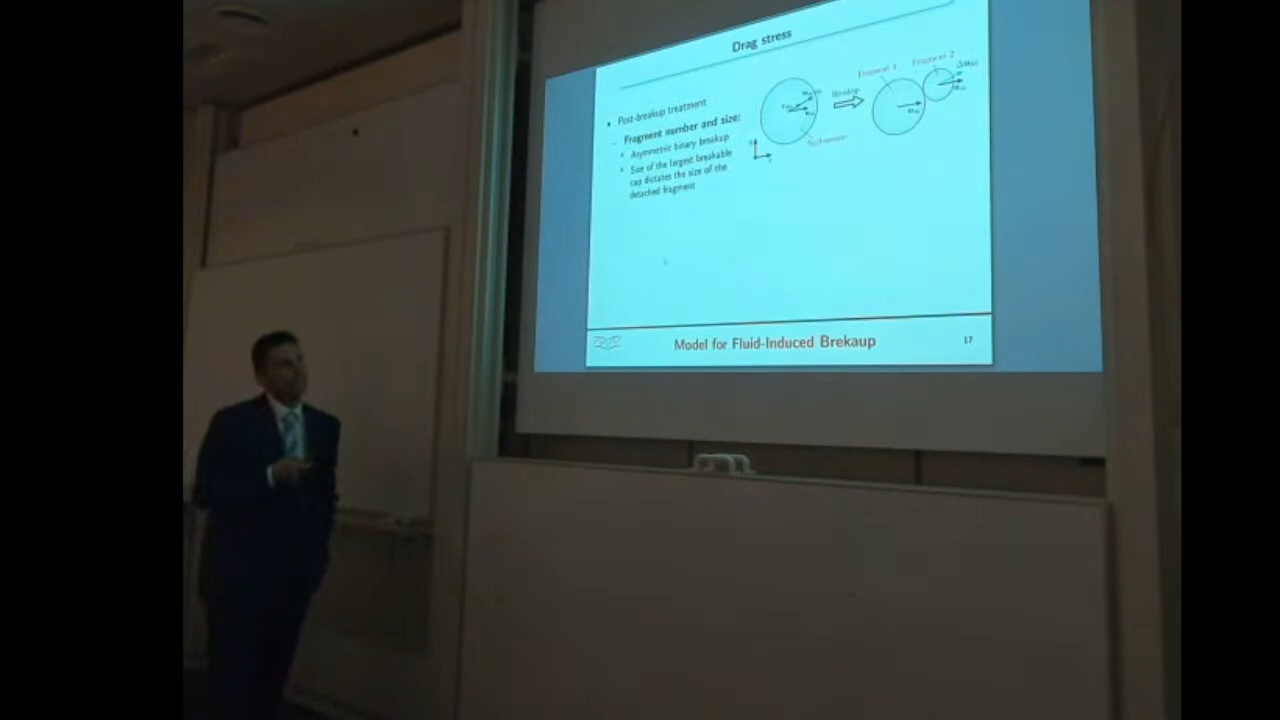 Drag stress
Post-breakup treatment
Fragment number and size:
Asymmetric binary breakup
Size of the largest breakable
cap dictates the size of the
detached fragment
Fragment 1
Fragment 2
Breakup
Model for Fluid-Induced Brekaup
17